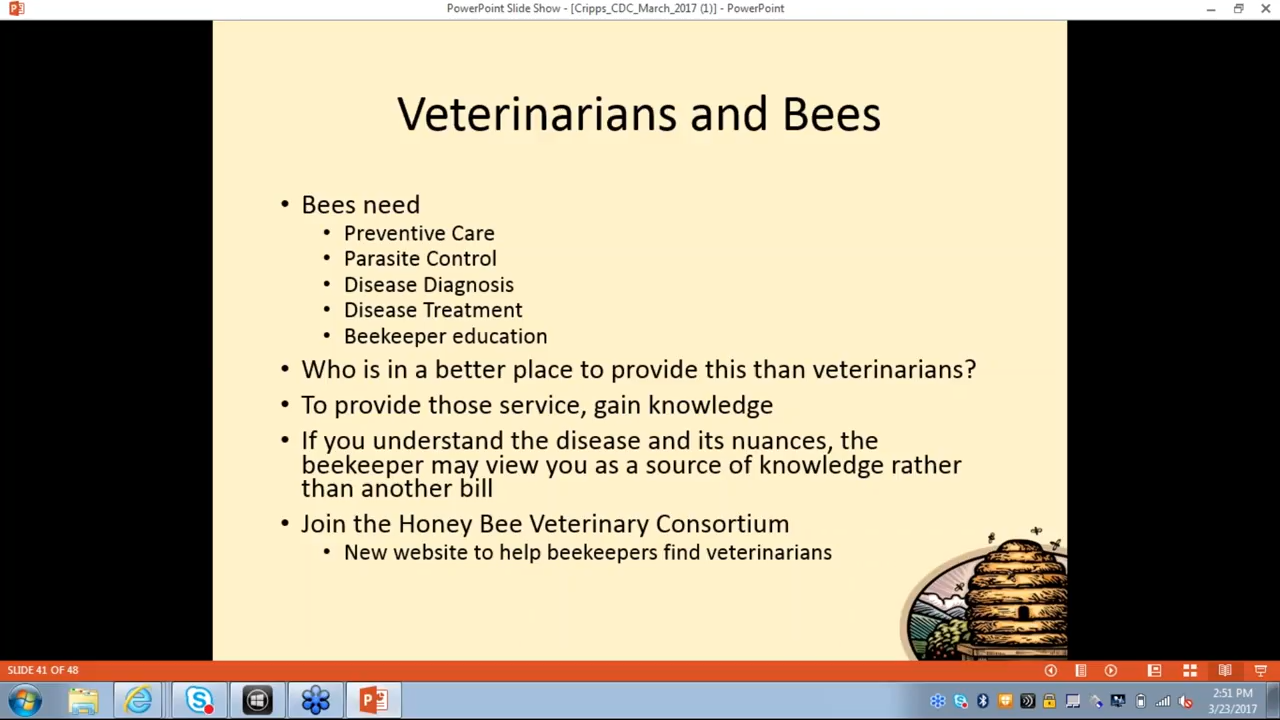 PowerPoint Slide Show - [Cripps_CDC_March_2017 (1)] - PowerPoint
Veterinarians and Bees
• Bees need
• Preventive Care
• Parasite Control
• Disease Diagnosis
• Disease Treatment
• Beekeeper education
• Who is in a better place to provide this than veterinarians?
• To provide those service, gain knowledge
• If you understand the disease and its nuances, the
beekeeper may view you as a source of knowledge rather
than another bill
• Join the Honey Bee Veterinary Consortium
• New website to help beekeepers find veterinarians
SLIDE 41 OF 48
2:51 PM
3/23/2017